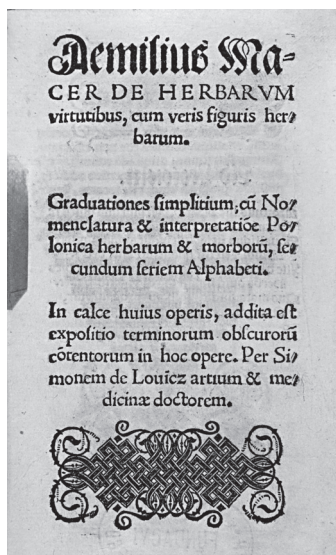 Aemilius Ma-
CER DE HERBARVM
virtutibus, cum veris figuris her/
barum.
Graduationes simplitium, cũ No/
menclatura & interpretatiõe Po/
lonica herbarum & morborũ, se/
cundum seriem Alphabeti.
In calce huius operis, addita est
expositio terminorum obscurorũ
cõtentorum in hoc opere. Per Si/
monem de Louicz artium & me/
dicinæ doctorem.